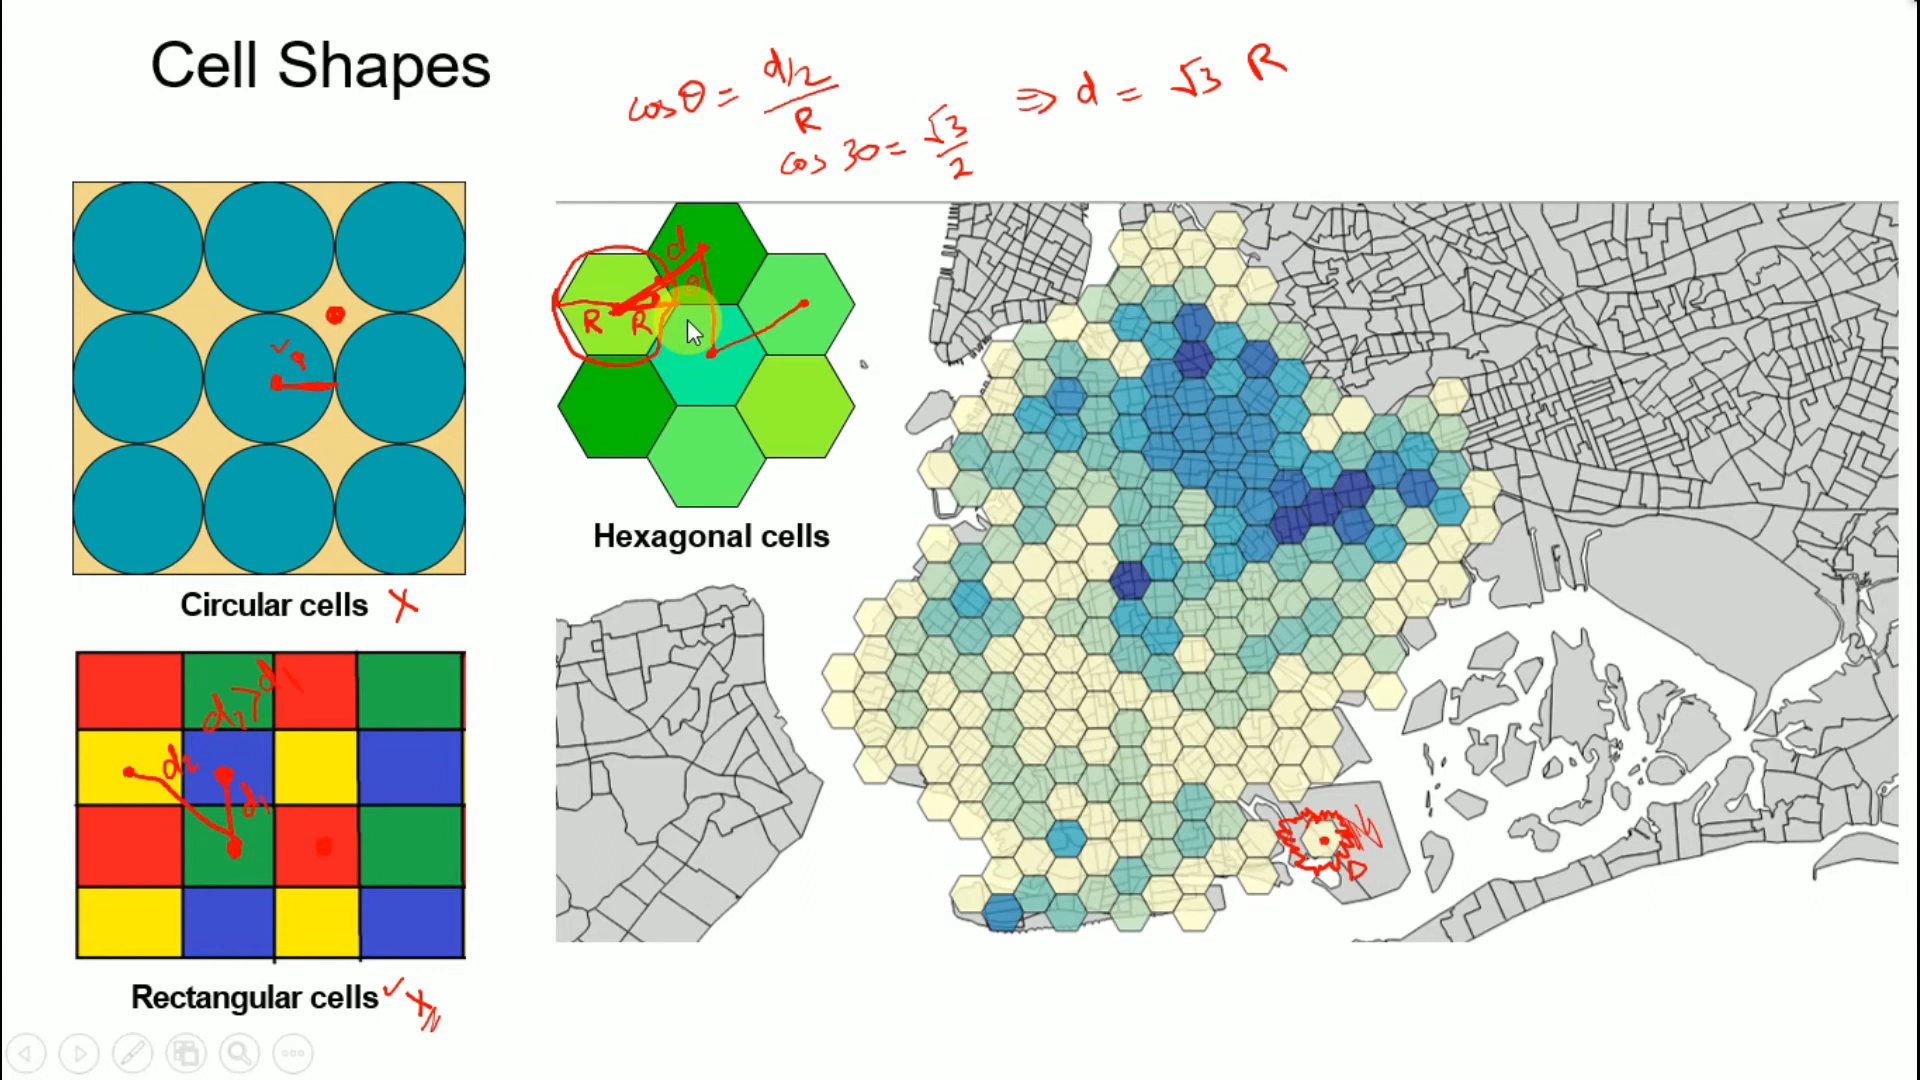 Cell Shapes
cosθ = d/2
R
cos 30 = √3
2
⇒ d = √3 R
d
θ
R R
Hexagonal cells
Circular cells X
d2 > d1
d2
d1
Rectangular cells ✓ X